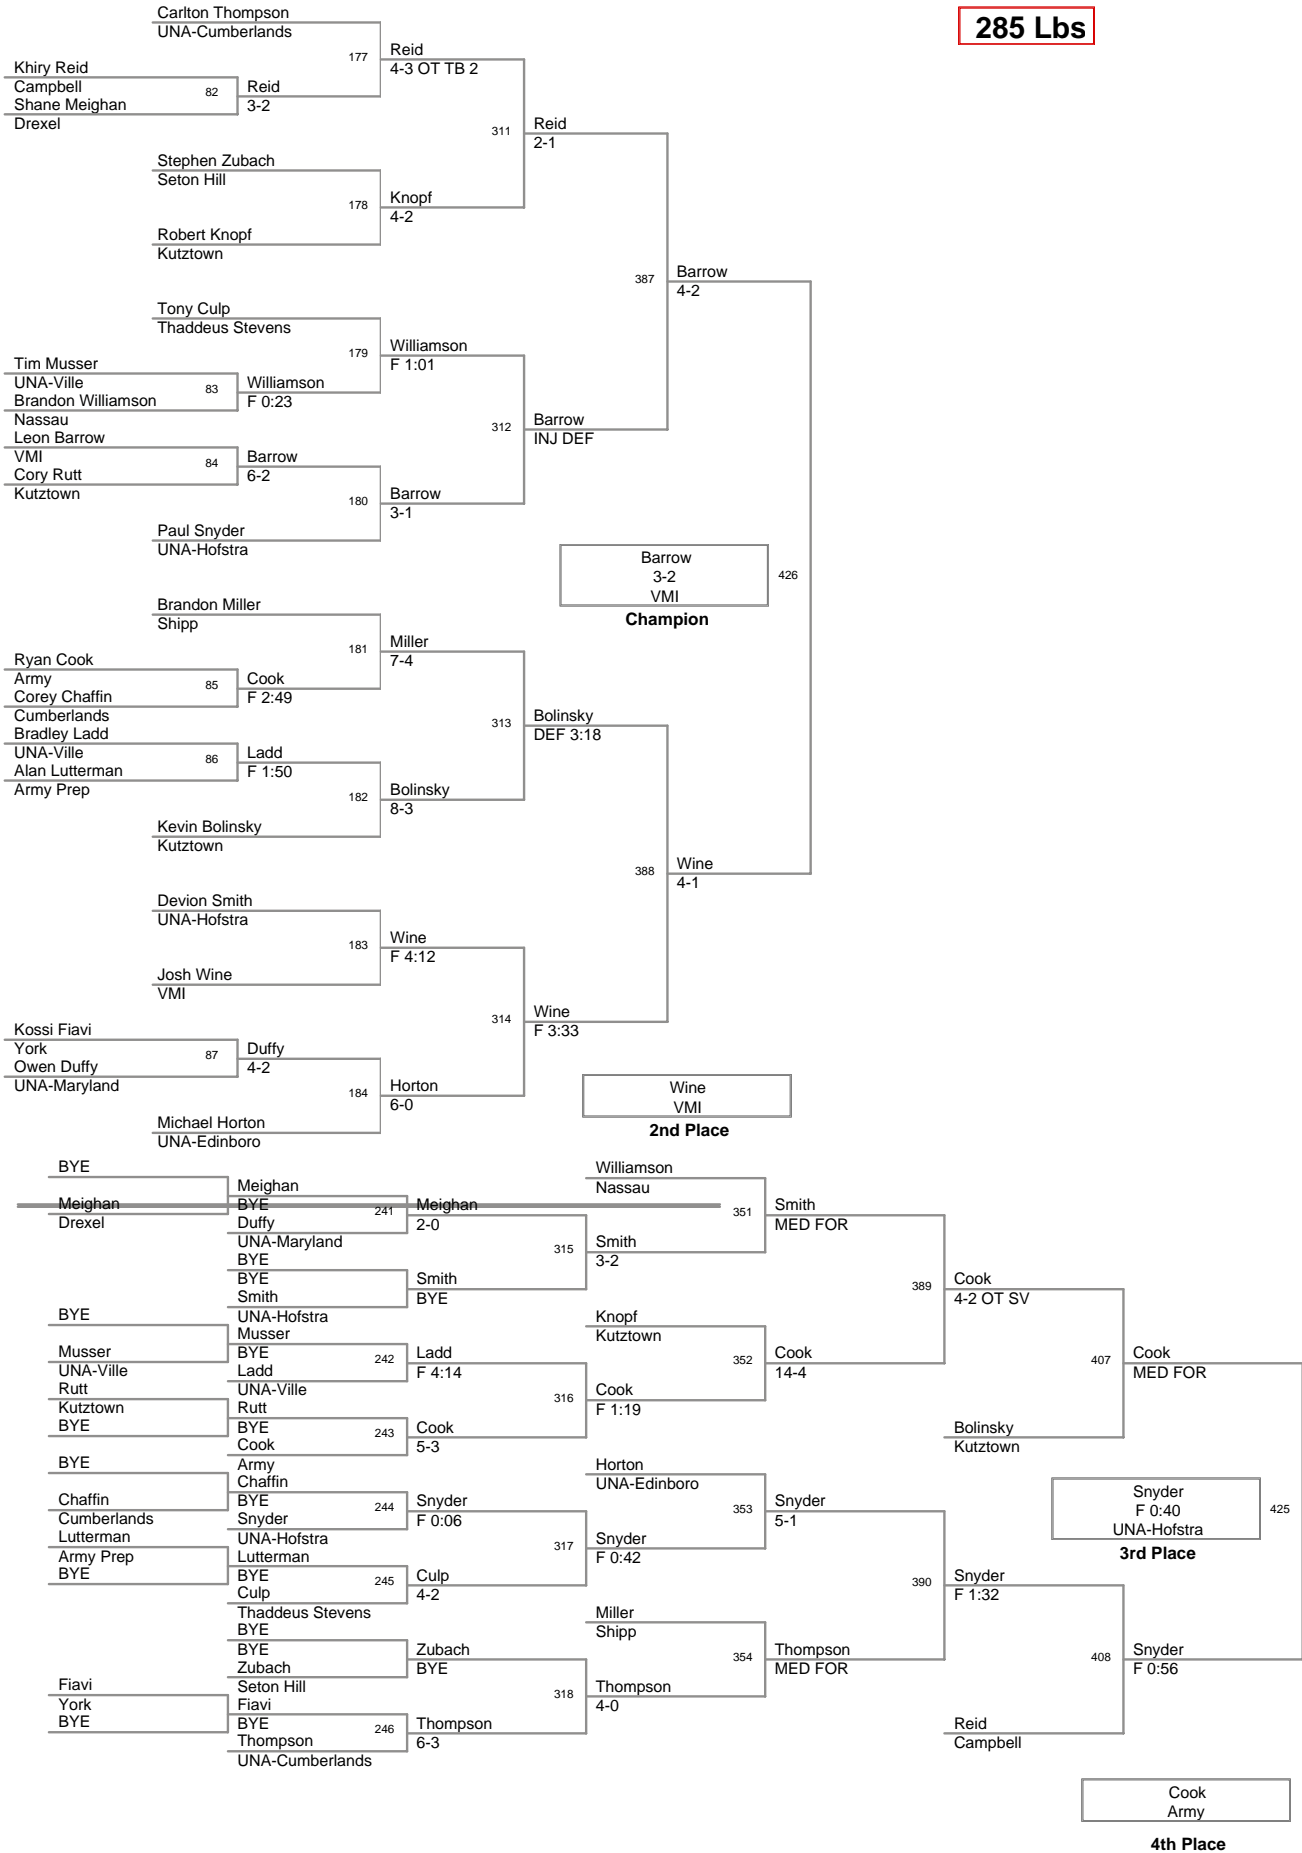 285 Lbs
Carlton Thompson
UNA-Cumberlands
177
Reid
4-3 OT TB 2
Khiry Reid
Campbell
82
Reid
3-2
Shane Meighan
Drexel
311
Reid
2-1
Stephen Zubach
Seton Hill
178
Knopf
4-2
Robert Knopf
Kutztown
387
Barrow
4-2
Tony Culp
Thaddeus Stevens
179
Williamson
F 1:01
Tim Musser
UNA-Ville
83
Williamson
F 0:23
Brandon Williamson
Nassau
312
Barrow
INJ DEF
Leon Barrow
VMI
84
Barrow
6-2
Cory Rutt
Kutztown
180
Barrow
3-1
Paul Snyder
UNA-Hofstra
Barrow
3-2
VMI
426
Champion
Brandon Miller
Shipp
181
Miller
7-4
Ryan Cook
Army
85
Cook
F 2:49
Corey Chaffin
Cumberlands
313
Bolinsky
DEF 3:18
Bradley Ladd
UNA-Ville
86
Ladd
F 1:50
Alan Lutterman
Army Prep
182
Bolinsky
8-3
Kevin Bolinsky
Kutztown
388
Wine
4-1
Devion Smith
UNA-Hofstra
183
Wine
F 4:12
Josh Wine
VMI
314
Wine
F 3:33
Kossi Fiavi
York
87
Duffy
4-2
Owen Duffy
UNA-Maryland
184
Horton
6-0
Michael Horton
UNA-Edinboro
Wine
VMI
2nd Place
BYE
Meighan
Drexel
Meighan
BYE
241
Meighan
2-0
Duffy
UNA-Maryland
315
Smith
3-2
BYE
BYE
Smith
BYE
Smith
UNA-Hofstra
Williamson
Nassau
351
Smith
MED FOR
389
Cook
4-2 OT SV
BYE
Musser
UNA-Ville
Musser
BYE
242
Ladd
F 4:14
Ladd
UNA-Ville
316
Cook
F 1:19
Rutt
Kutztown
BYE
Rutt
BYE
243
Cook
5-3
Cook
Army
Knopf
Kutztown
352
Cook
14-4
407
Cook
MED FOR
Bolinsky
Kutztown
BYE
Chaffin
Cumberlands
Chaffin
BYE
244
Snyder
F 0:06
Snyder
UNA-Hofstra
317
Snyder
F 0:42
Lutterman
Army Prep
BYE
Lutterman
BYE
245
Culp
4-2
Culp
Thaddeus Stevens
Horton
UNA-Edinboro
353
Snyder
5-1
390
Snyder
F 1:32
Snyder
F 0:40
UNA-Hofstra
425
3rd Place
BYE
BYE
Zubach
BYE
Zubach
Seton Hill
318
Thompson
4-0
Fiavi
York
BYE
Fiavi
BYE
246
Thompson
6-3
Thompson
UNA-Cumberlands
Miller
Shipp
354
Thompson
MED FOR
408
Snyder
F 0:56
Reid
Campbell
Cook
Army
4th Place